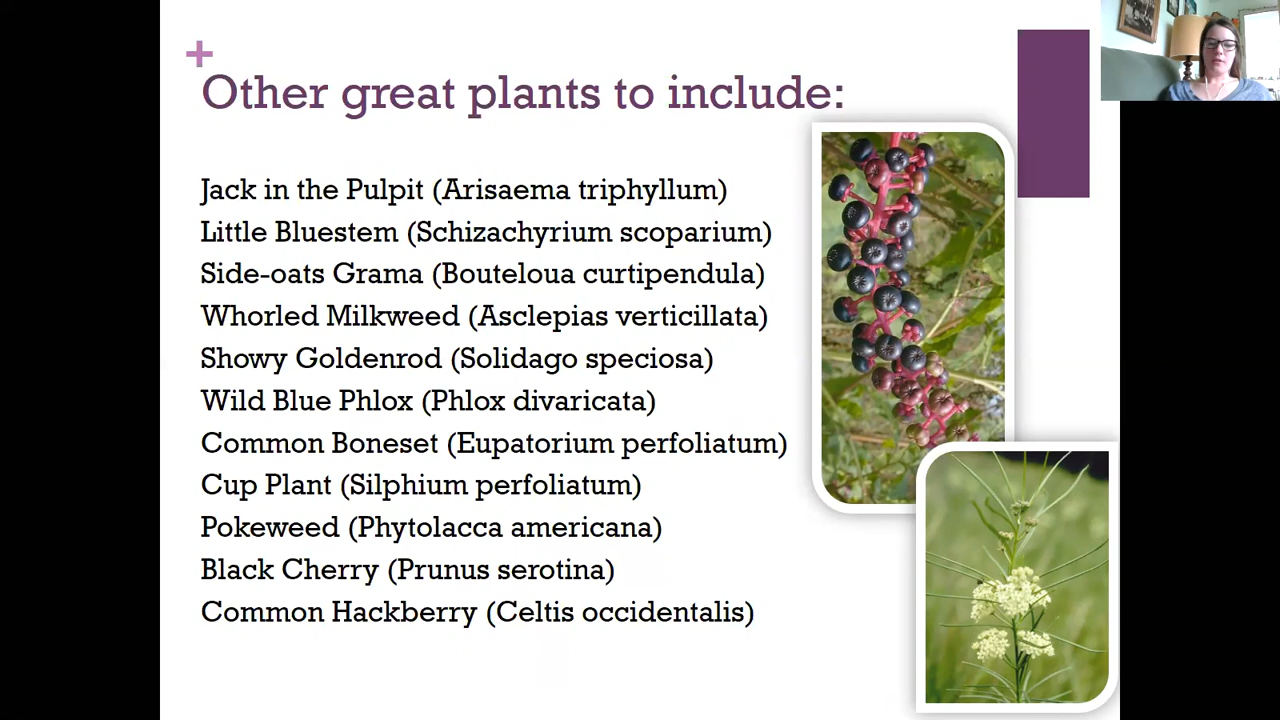 +
Other great plants to include:
Jack in the Pulpit (Arisaema triphyllum)
Little Bluestem (Schizachyrium scoparium)
Side-oats Grama (Bouteloua curtipendula)
Whorled Milkweed (Asclepias verticillata)
Showy Goldenrod (Solidago speciosa)
Wild Blue Phlox (Phlox divaricata)
Common Boneset (Eupatorium perfoliatum)
Cup Plant (Silphium perfoliatum)
Pokeweed (Phytolacca americana)
Black Cherry (Prunus serotina)
Common Hackberry (Celtis occidentalis)